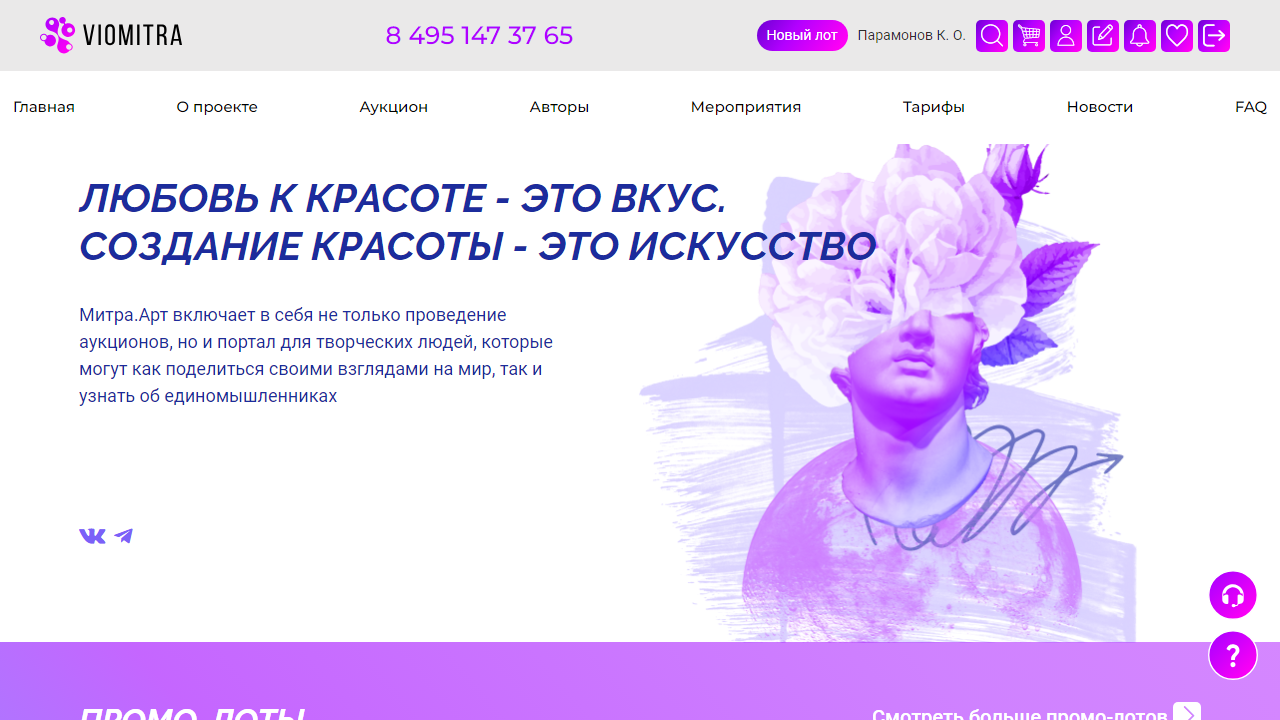 VIOMITRA
8 495 147 37 65
Новый лот
Парамонов К. О.
Главная
О проекте
Аукцион
Авторы
Мероприятия
Тарифы
Новости
FAQ
ЛЮБОВЬ К КРАСОТЕ - ЭТО ВКУС.
СОЗДАНИЕ КРАСОТЫ - ЭТО ИСКУССТВО
Митра.Арт включает в себя не только проведение
аукционов, но и портал для творческих людей, которые
могут как поделиться своими взглядами на мир, так и
узнать об единомышленниках
?
ПРОМО-ЛОТЫ
Смотреть больше промо-лотов